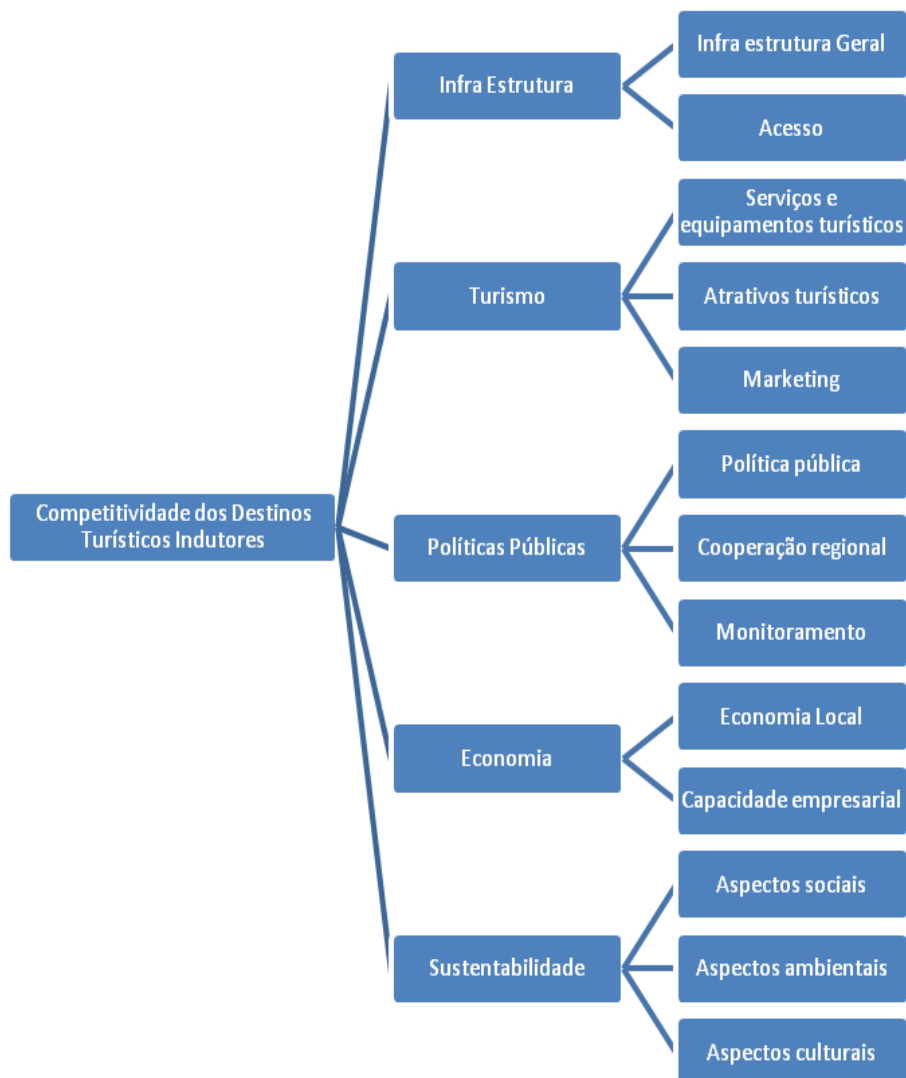 Competitividade dos Destinos
Turísticos Indutores
Infra Estrutura
Infra estrutura Geral
Acesso
Turismo
Serviços e
equipamentos turísticos
Atrativos turísticos
Marketing
Políticas Públicas
Política pública
Cooperação regional
Monitoramento
Economia
Economia Local
Capacidade empresarial
Sustentabilidade
Aspectos sociais
Aspectos ambientais
Aspectos culturais